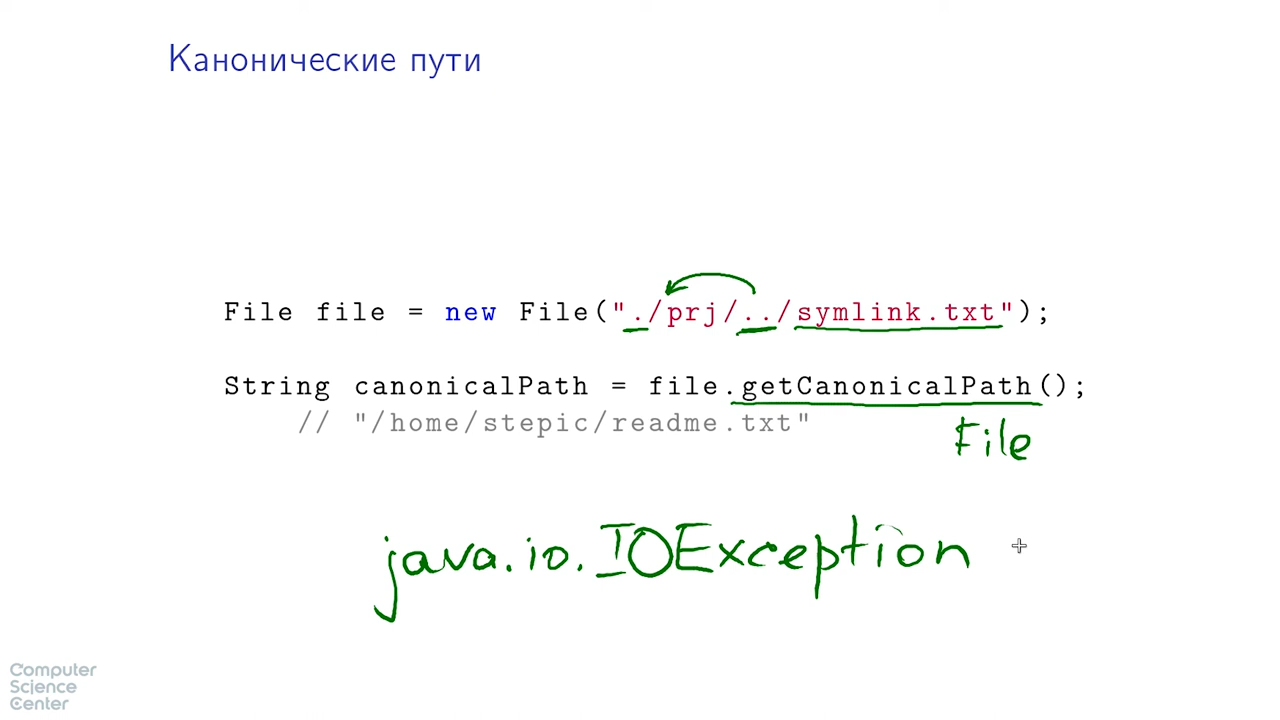 Канонические пути
File file = new File("./prj/../symlink.txt");
String canonicalPath = file.getCanonicalPath();
// "/home/stepic/readme.txt"
File
java.io.IOException
Computer
Science
Center